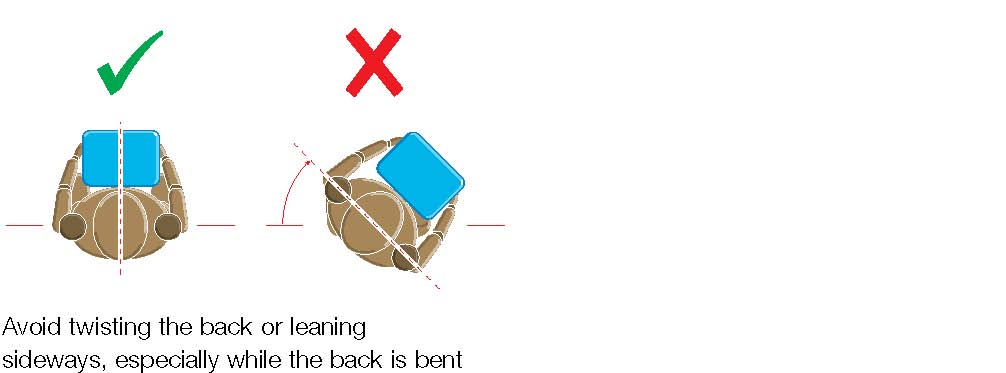 Avoid twisting the back or leaning
sideways, especially while the back is bent